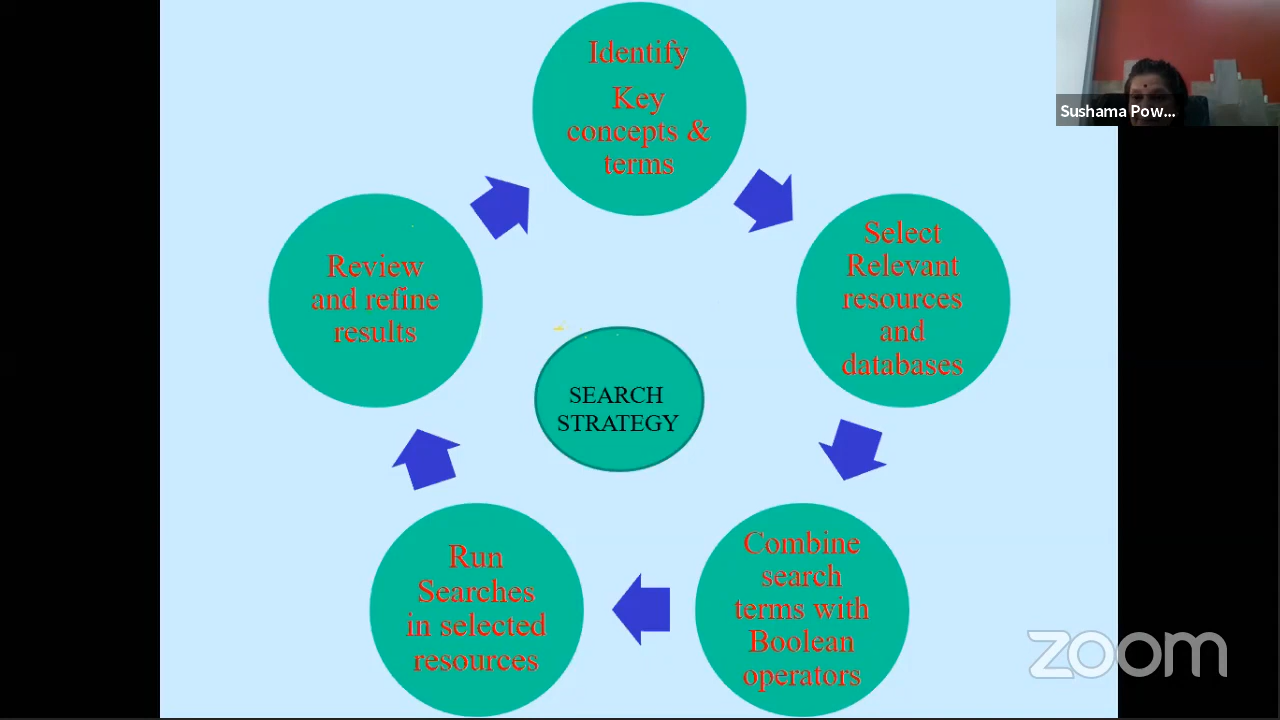 Identify
Key
concepts &
terms
Select
Relevant
resources
and
databases
Combine
search
terms with
Boolean
operators
Run
Searches
in selected
resources
Review
and refine
results
SEARCH
STRATEGY
Sushama Pow...
zoom